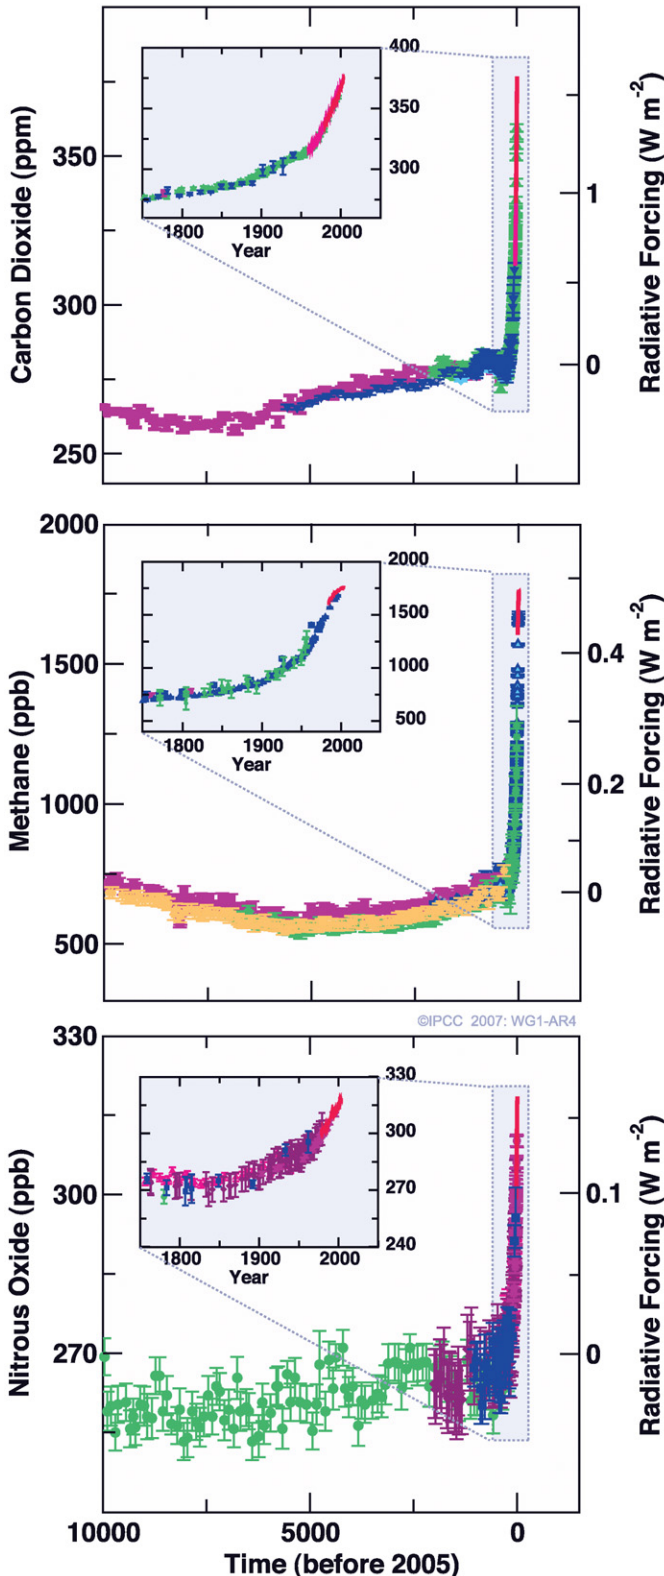 Carbon Dioxide (ppm)
350
300
250
400
350
300
1800 1900 2000
Year
1
0
Radiative Forcing (W m-2)
Methane (ppb)
2000
1500
1000
500
2000
1500
1000
500
1800 1900 2000
Year
0.4
0.2
0
Radiative Forcing (W m-2)
©IPCC 2007: WG1-AR4
Nitrous Oxide (ppb)
330
300
270
330
300
270
240
1800 1900 2000
Year
0.1
0
Radiative Forcing (W m-2)
10000 5000 0
Time (before 2005)